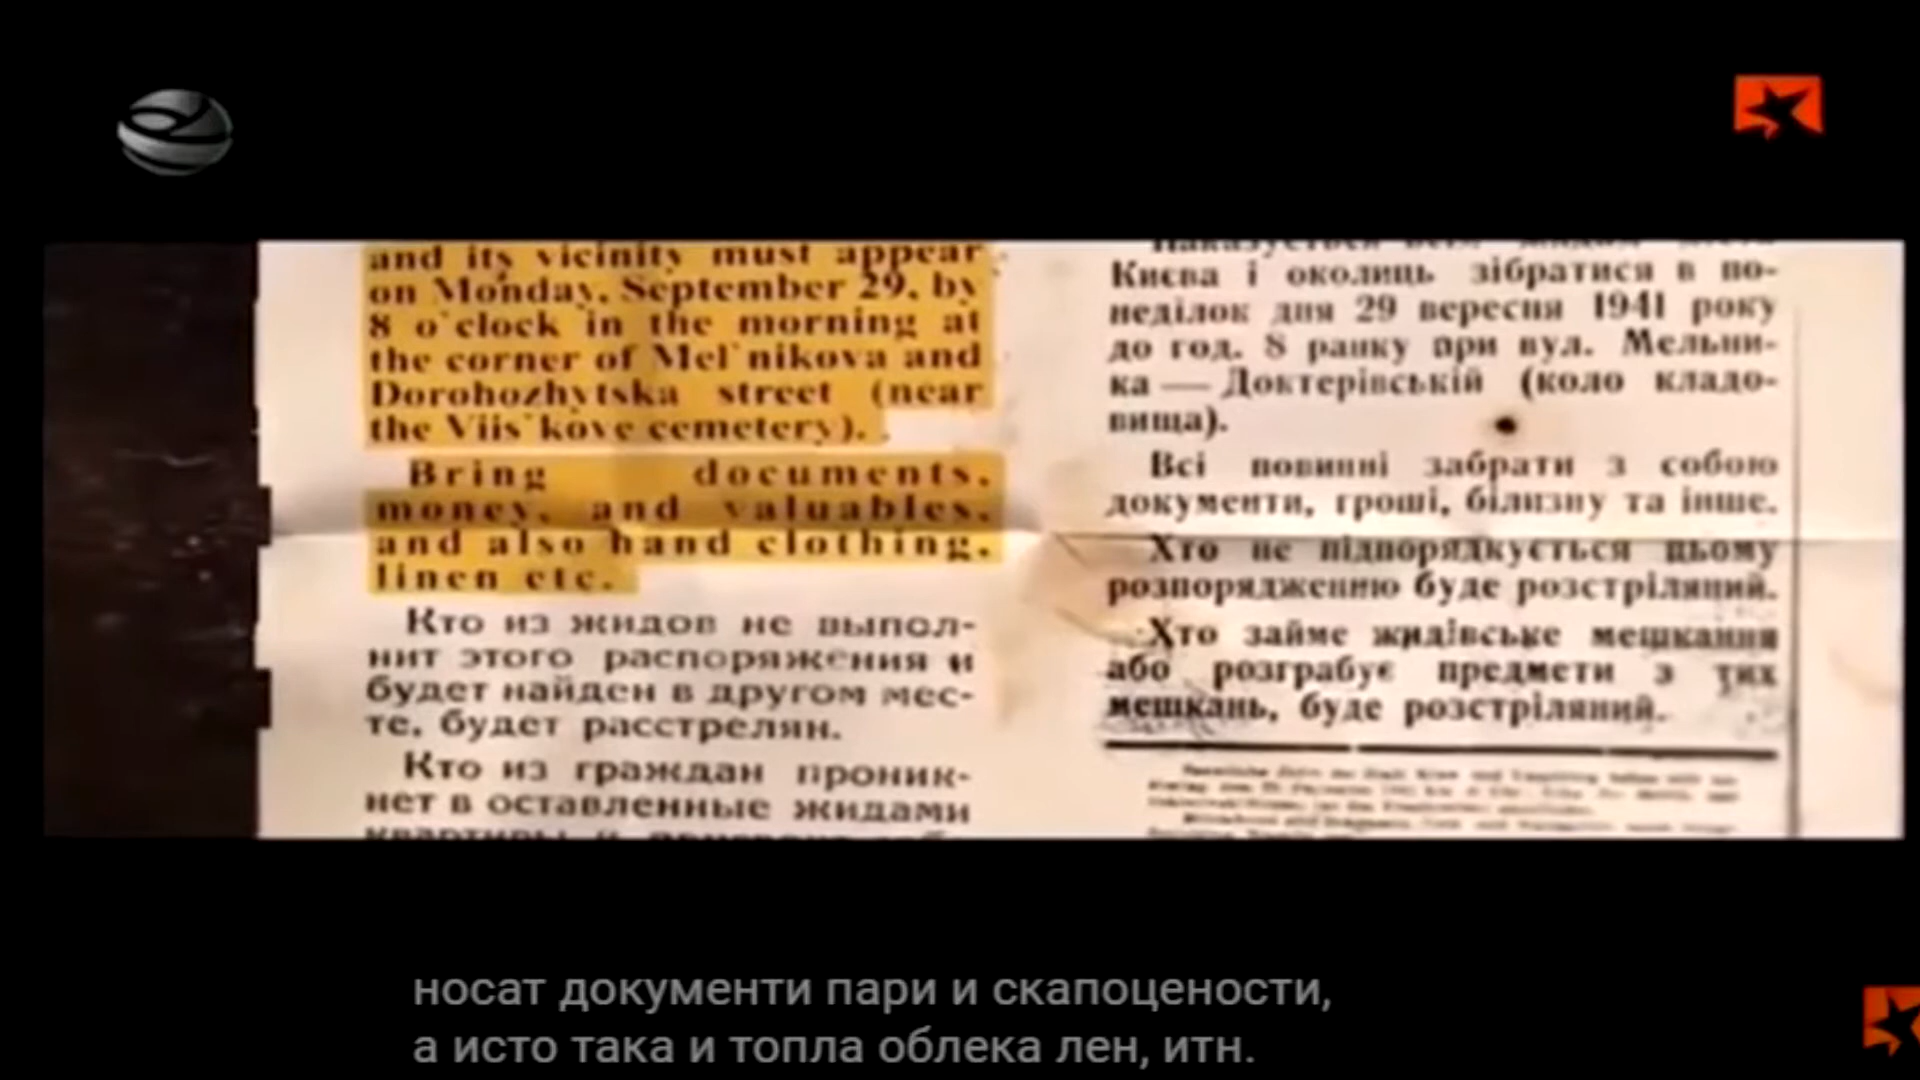 and its vicinity must appear
on Monday, September 29, by
8 o'clock in the morning at
the corner of Mel'nikova and
Dorohozhytska street (near
the Viis'kove cemetery).
Bring documents,
money, and valuables,
and also hand clothing,
linen etc.
Кто из жидов не выпол-
нит этого распоряжения и
будет найден в другом мес-
те, будет расстрелян.
Кто из граждан проник-
нет в оставленные жидами
Києва і околиць зібратися в по-
неділок дня 29 вересня 1941 року
до год. 8 ранку при вул. Мельни-
ка — Доктерівській (коло кладо-
вища).
Всі повинні забрати з собою
документи, гроші, білизну та інше.
Хто не підпорядкується цьому
розпорядженню буде розстріляний.
Хто займе жидівське мешкання
або розграбує предмети з тих
мешкань, буде розстріляний.
носат документи пари и скапоцености,
а исто така и топла облека лен, итн.